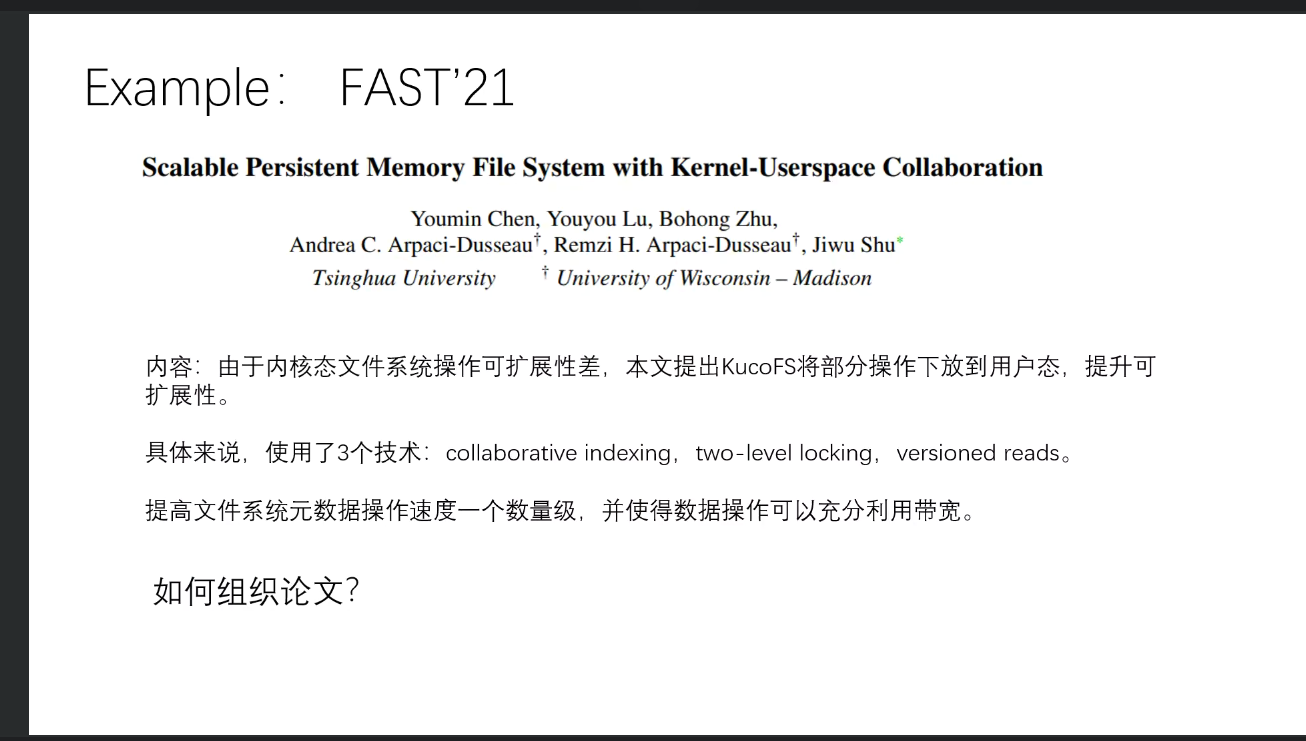 Example： FAST’21
Scalable Persistent Memory File System with Kernel-Userspace Collaboration
Youmin Chen, Youyou Lu, Bohong Zhu,
Andrea C. Arpaci-Dusseau†, Remzi H. Arpaci-Dusseau†, Jiwu Shu*
Tsinghua University † University of Wisconsin – Madison
内容：由于内核态文件系统操作可扩展性差，本文提出KucoFS将部分操作下放到用户态，提升可
扩展性。
具体来说，使用了3个技术：collaborative indexing，two-level locking，versioned reads。
提高文件系统元数据操作速度一个数量级，并使得数据操作可以充分利用带宽。
如何组织论文？